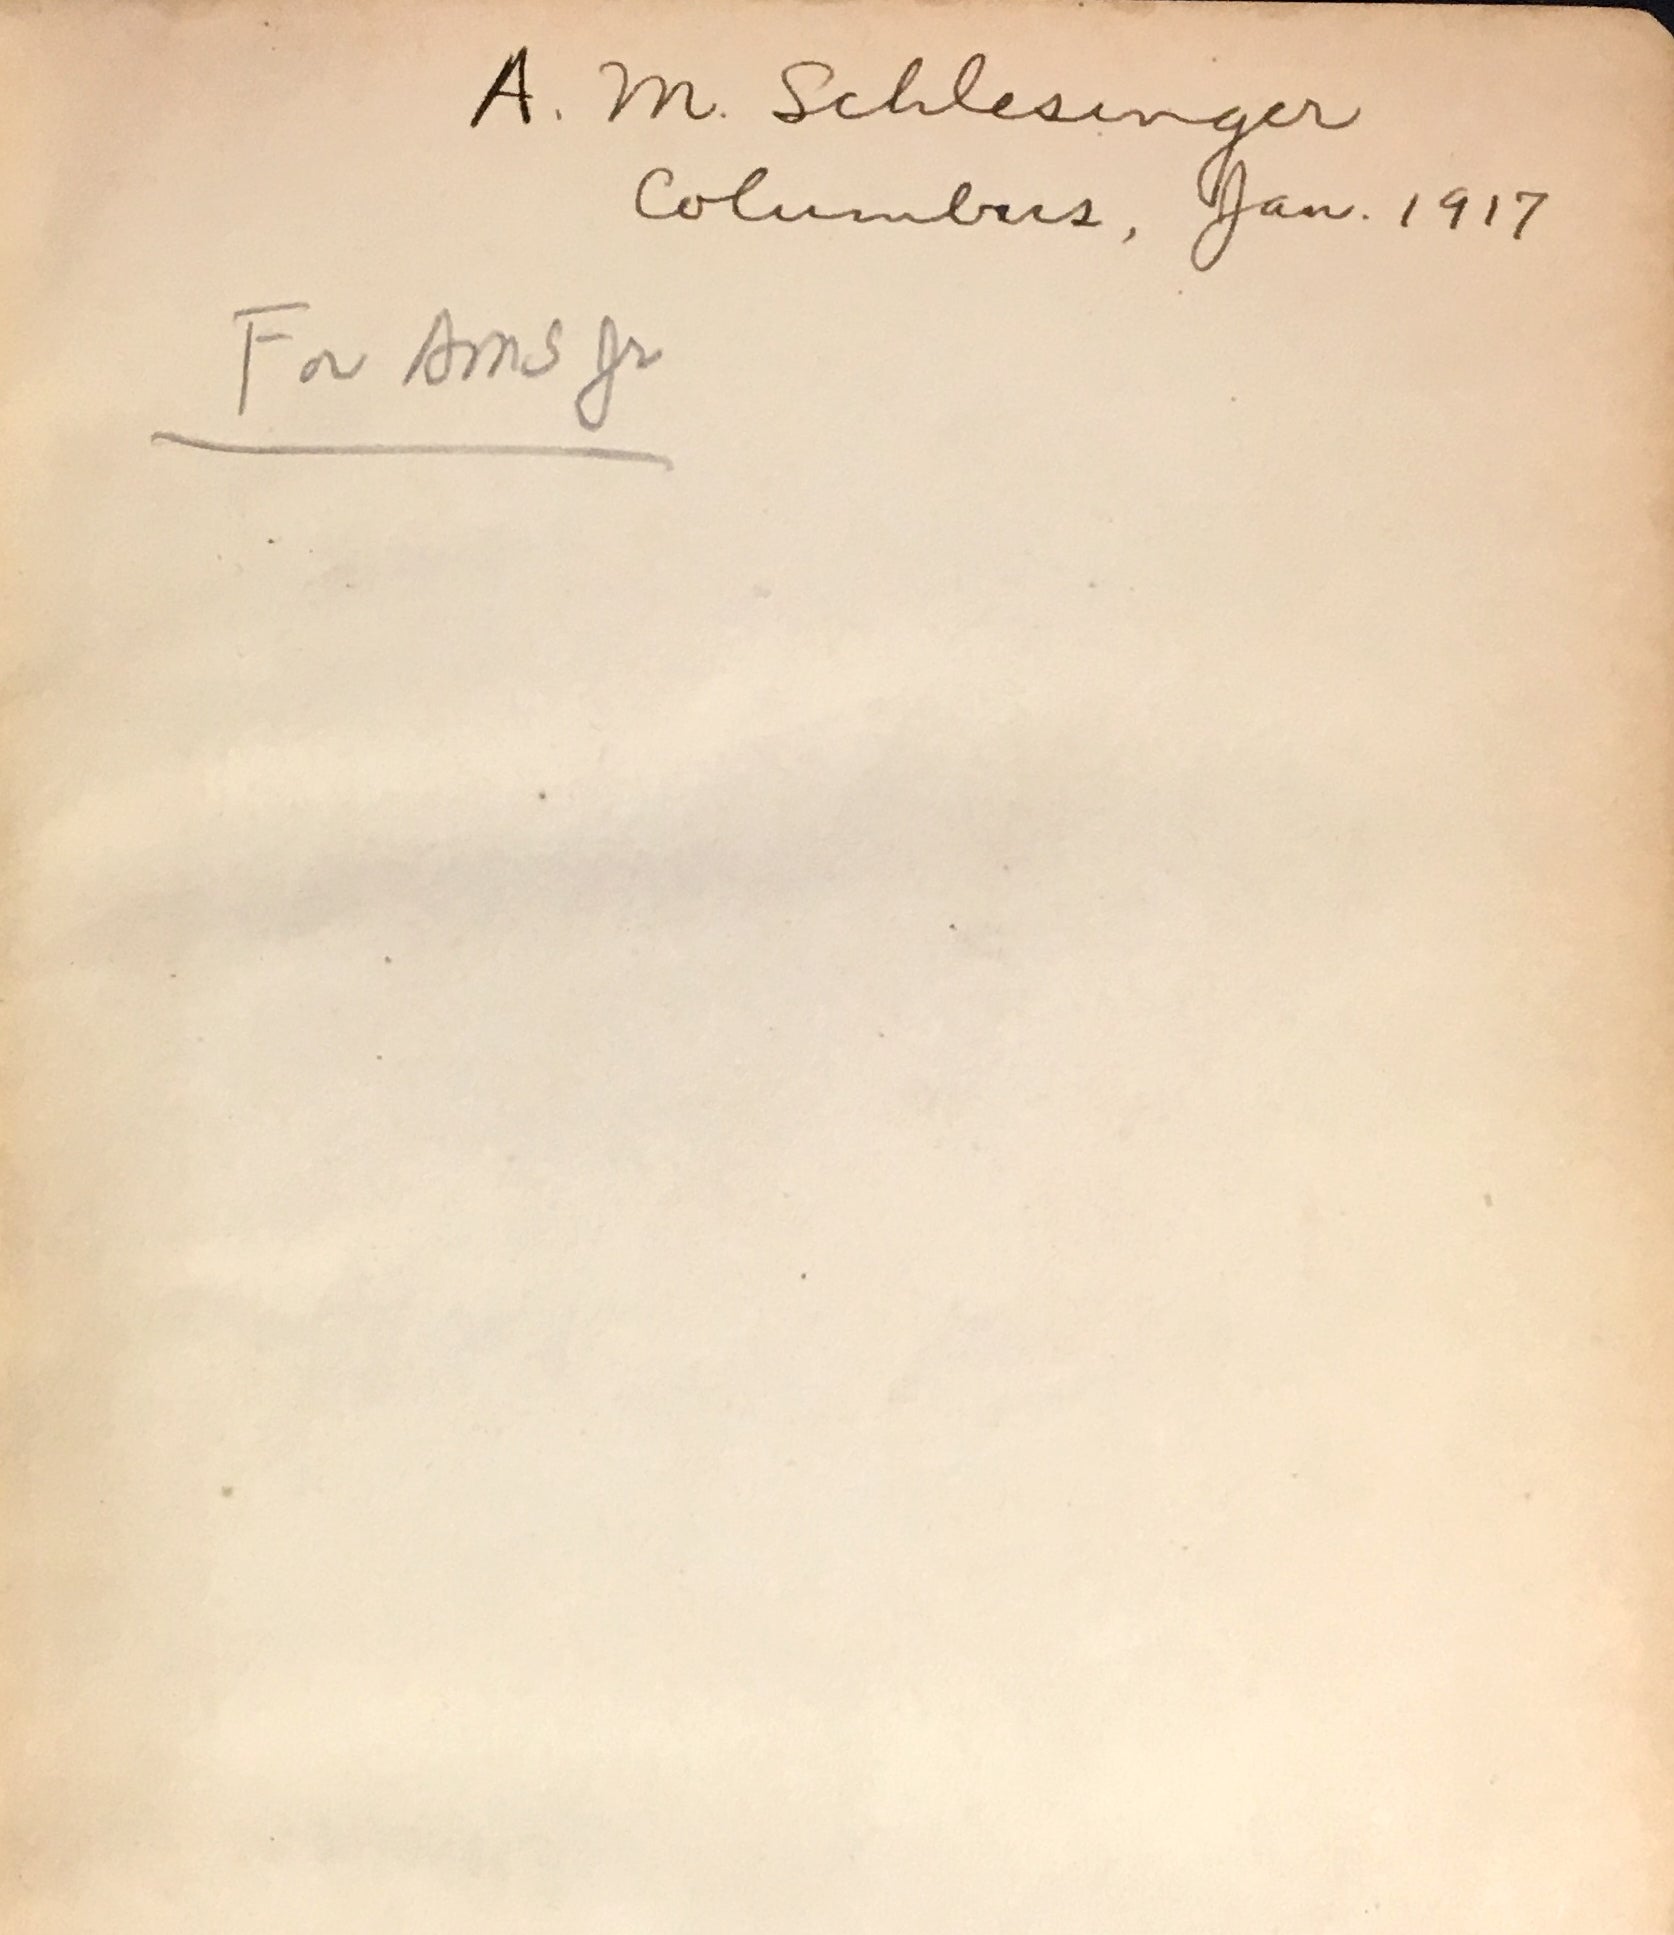 A. M. Schlesinger
Columbus, Jan. 1917
For AMS Jr